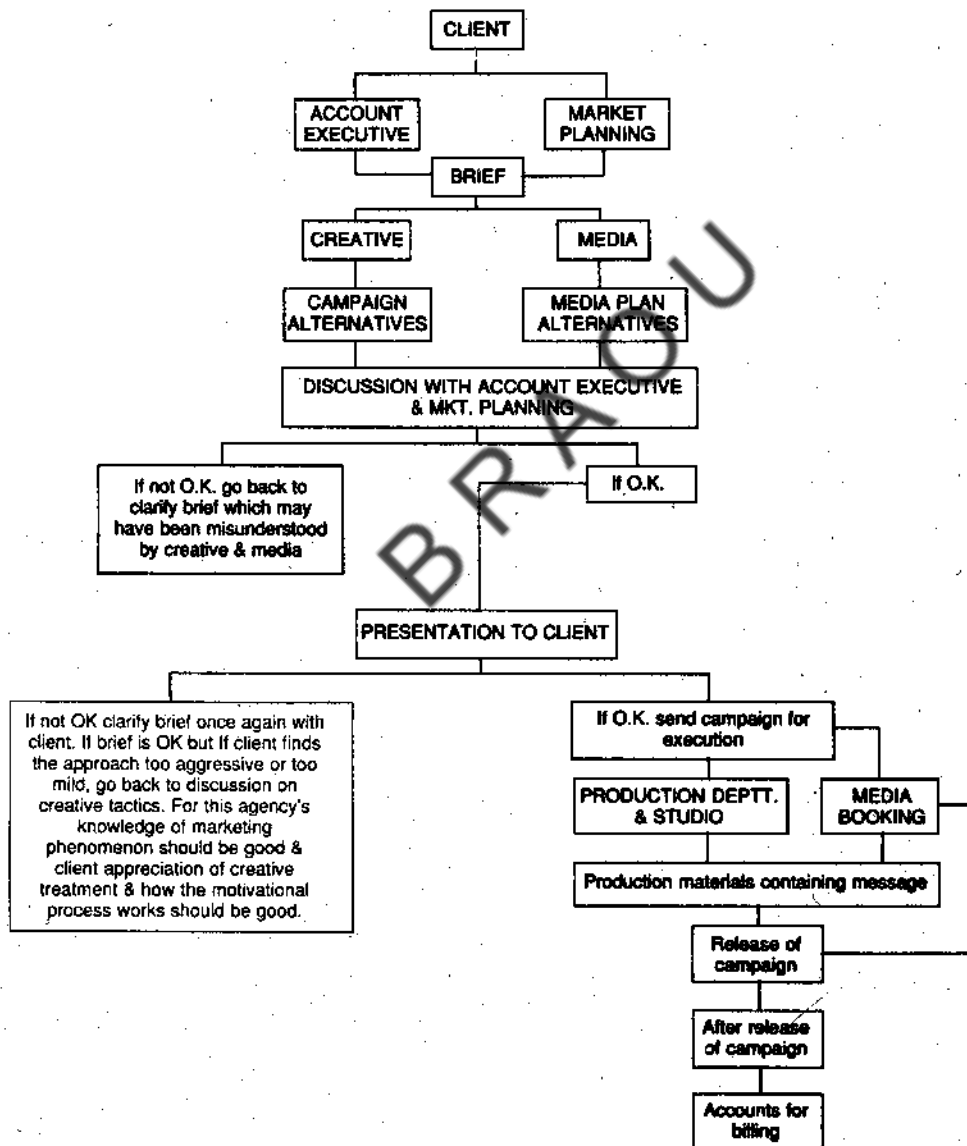 CLIENT
ACCOUNT
EXECUTIVE
MARKET
PLANNING
BRIEF
CREATIVE
MEDIA
CAMPAIGN
ALTERNATIVES
MEDIA PLAN
ALTERNATIVES
DISCUSSION WITH ACCOUNT EXECUTIVE
& MKT. PLANNING
If not O.K. go back to
clarify brief which may
have been misunderstood
by creative & media
If O.K.
PRESENTATION TO CLIENT
If not OK clarify brief once again with
client. If brief is OK but if client finds
the approach too aggressive or too
mild, go back to discussion on
creative tactics. For this agency's
knowledge of marketing
phenomenon should be good &
client appreciation of creative
treatment & how the motivational
process works should be good.
If O.K. send campaign for
execution
PRODUCTION DEPTT.
& STUDIO
MEDIA
BOOKING
Production materials containing message
Release of
campaign
After release
of campaign
Accounts for
billing
BRAOU